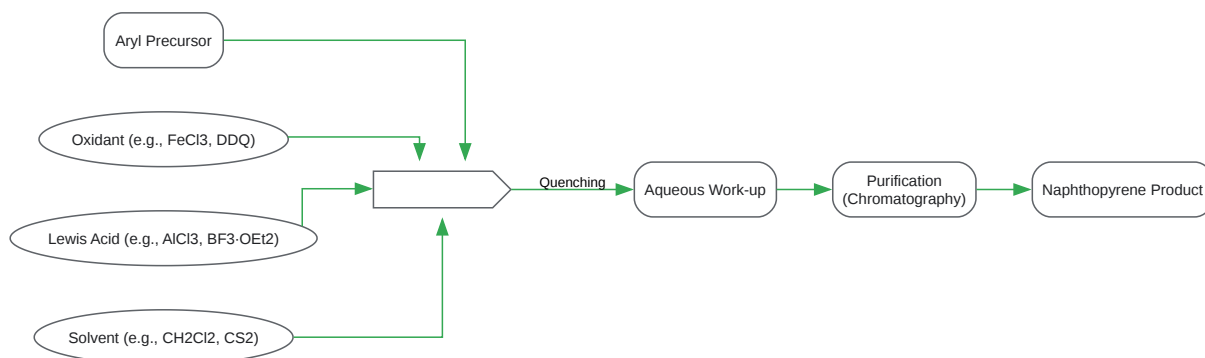 Aryl Precursor
Oxidant (e.g., FeCl3, DDQ)
Lewis Acid (e.g., AlCl3, BF3·OEt2)
Solvent (e.g., CH2Cl2, CS2)
Quenching
Aqueous Work-up
Purification
(Chromatography)
Naphthopyrene Product